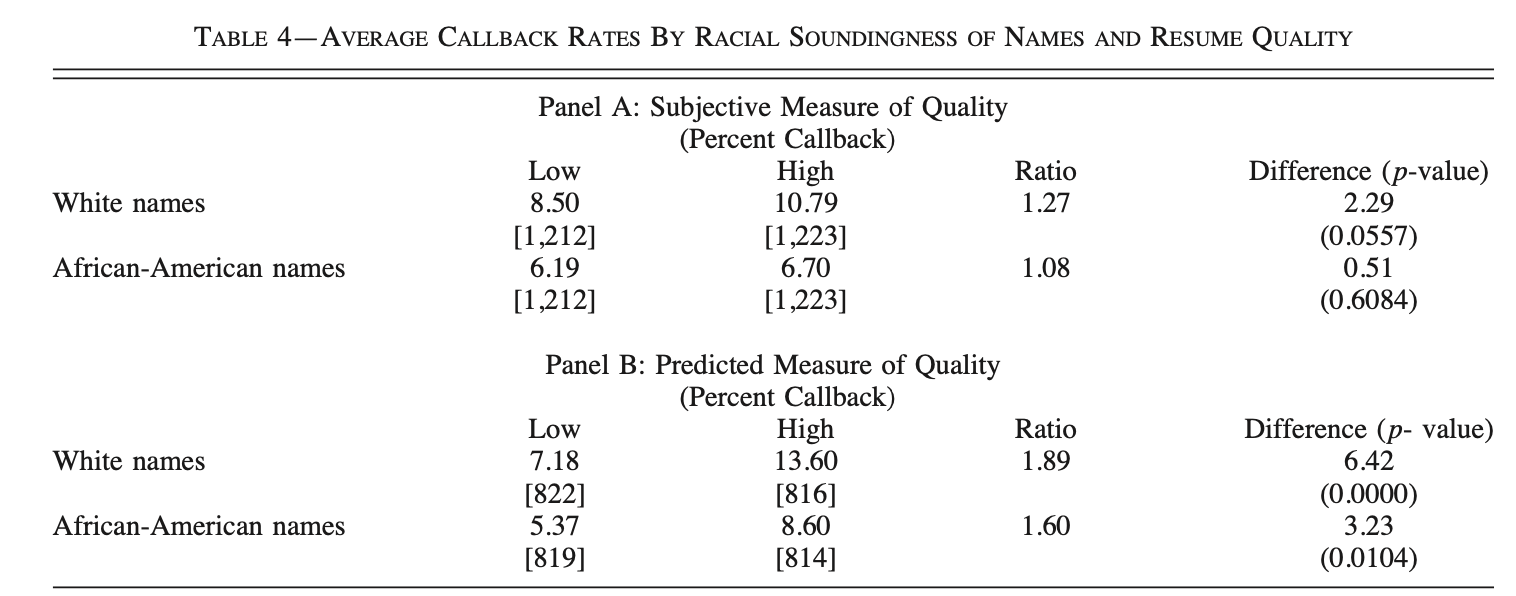 TABLE 4—AVERAGE CALLBACK RATES BY RACIAL SOUNDINGNESS OF NAMES AND RESUME QUALITY
Panel A: Subjective Measure of Quality
(Percent Callback)
Low High Ratio Difference (p-value)
White names 8.50 10.79 1.27 2.29
[1,212] [1,223] (0.0557)
African-American names 6.19 6.70 1.08 0.51
[1,212] [1,223] (0.6084)
Panel B: Predicted Measure of Quality
(Percent Callback)
Low High Ratio Difference (p- value)
White names 7.18 13.60 1.89 6.42
[822] [816] (0.0000)
African-American names 5.37 8.60 1.60 3.23
[819] [814] (0.0104)